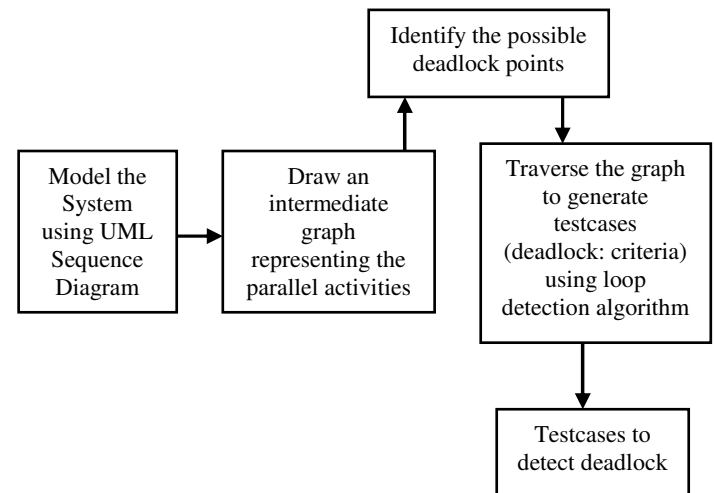 Identify the possible
deadlock points
Model the
System
using UML
Sequence
Diagram
Draw an
intermediate
graph
representing the
parallel activities
Traverse the graph
to generate
testcases
(deadlock: criteria)
using loop
detection algorithm
Testcases to
detect deadlock